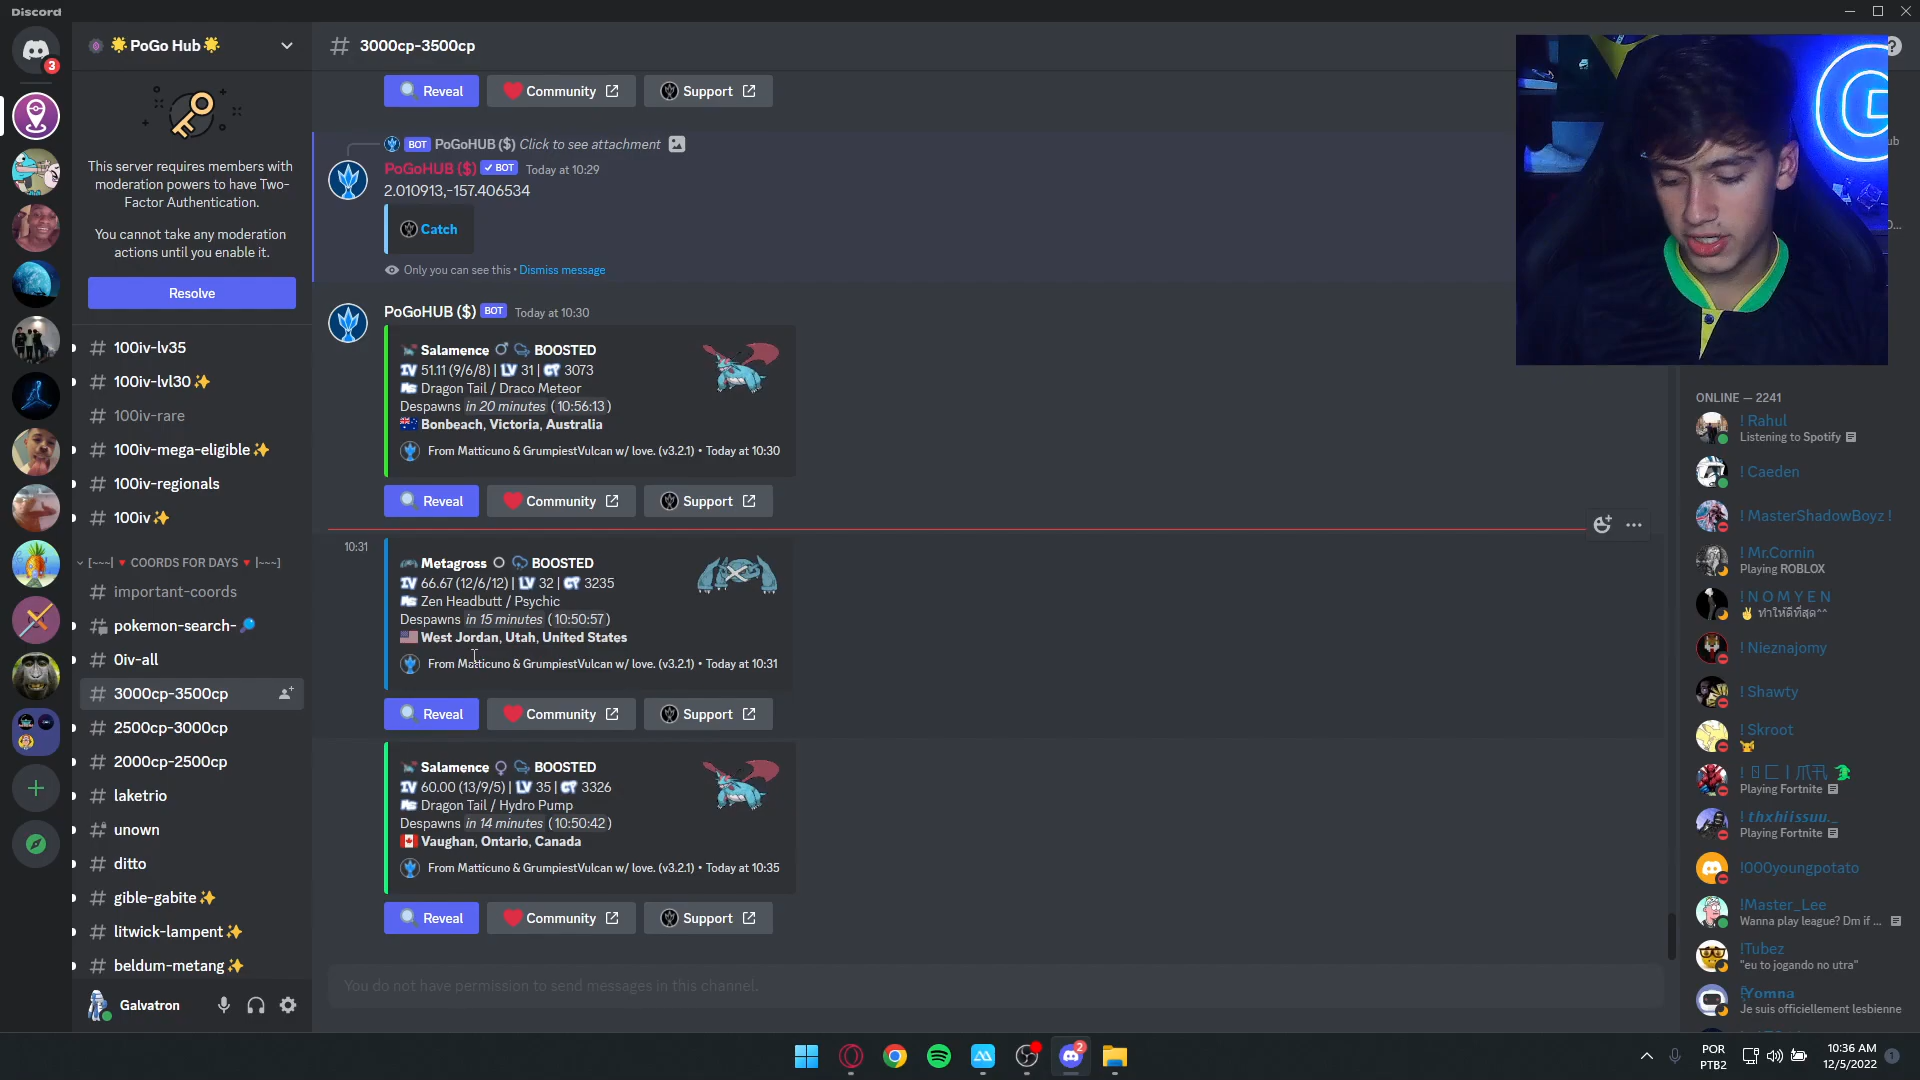 Discord
3
🌟 PoGo Hub 🌟
This server requires members with
moderation powers to have Two-
Factor Authentication.
You cannot take any moderation
actions until you enable it.
Resolve
# 100iv-lv35
# 100iv-lvl30✨
# 100iv-rare
# 100iv-mega-eligible✨
# 100iv-regionals
# 100iv✨
[~~~| 🔻 COORDS FOR DAYS 🔻 |~~~]
# important-coords
# pokemon-search-🔎
# 0iv-all
# 3000cp-3500cp
# 2500cp-3000cp
# 2000cp-2500cp
# laketrio
# unown
# ditto
# gible-gabite✨
# litwick-lampent✨
# beldum-metang✨
Galvatron
# 3000cp-3500cp
Reveal
Community
Support
BOT PoGoHUB ($) Click to see attachment
PoGoHUB ($) ✓ BOT Today at 10:29
2.010913,-157.406534
Catch
Only you can see this • Dismiss message
PoGoHUB ($) BOT Today at 10:30
Salamence ♂ BOOSTED
IV 51.11 (9/6/8) | LV 31 | CP 3073
Dragon Tail / Draco Meteor
Despawns in 20 minutes (10:56:13)
Bonbeach, Victoria, Australia
From Matticuno & GrumpiestVulcan w/ love. (v3.2.1) • Today at 10:30
Reveal
Community
Support
10:31
Metagross BOOSTED
IV 66.67 (12/6/12) | LV 32 | CP 3235
Zen Headbutt / Psychic
Despawns in 15 minutes (10:50:57)
West Jordan, Utah, United States
From Matticuno & GrumpiestVulcan w/ love. (v3.2.1) • Today at 10:31
Reveal
Community
Support
Salamence ♀ BOOSTED
IV 60.00 (13/9/5) | LV 35 | CP 3326
Dragon Tail / Hydro Pump
Despawns in 14 minutes (10:50:42)
Vaughan, Ontario, Canada
From Matticuno & GrumpiestVulcan w/ love. (v3.2.1) • Today at 10:35
Reveal
Community
Support
You do not have permission to send messages in this channel.
ONLINE — 2241
! Rahul
Listening to Spotify
! Caeden
! MasterShadowBoyz !
! Mr.Cornin
Playing ROBLOX
! N O M Y E N
✌ ทำให้ดีที่สุด^^
! Nieznajomy
! Shawty
! Skroot
Playing Fortnite
! thxhiissuu._
Playing Fortnite
!000youngpotato
!Master_Lee
Wanna play league? Dm if ...
!Tubez
"eu to jogando no utra"
Yomna
Je suis officiellement lesbienne
2
POR
PTB2
10:36 AM
12/5/2022
1